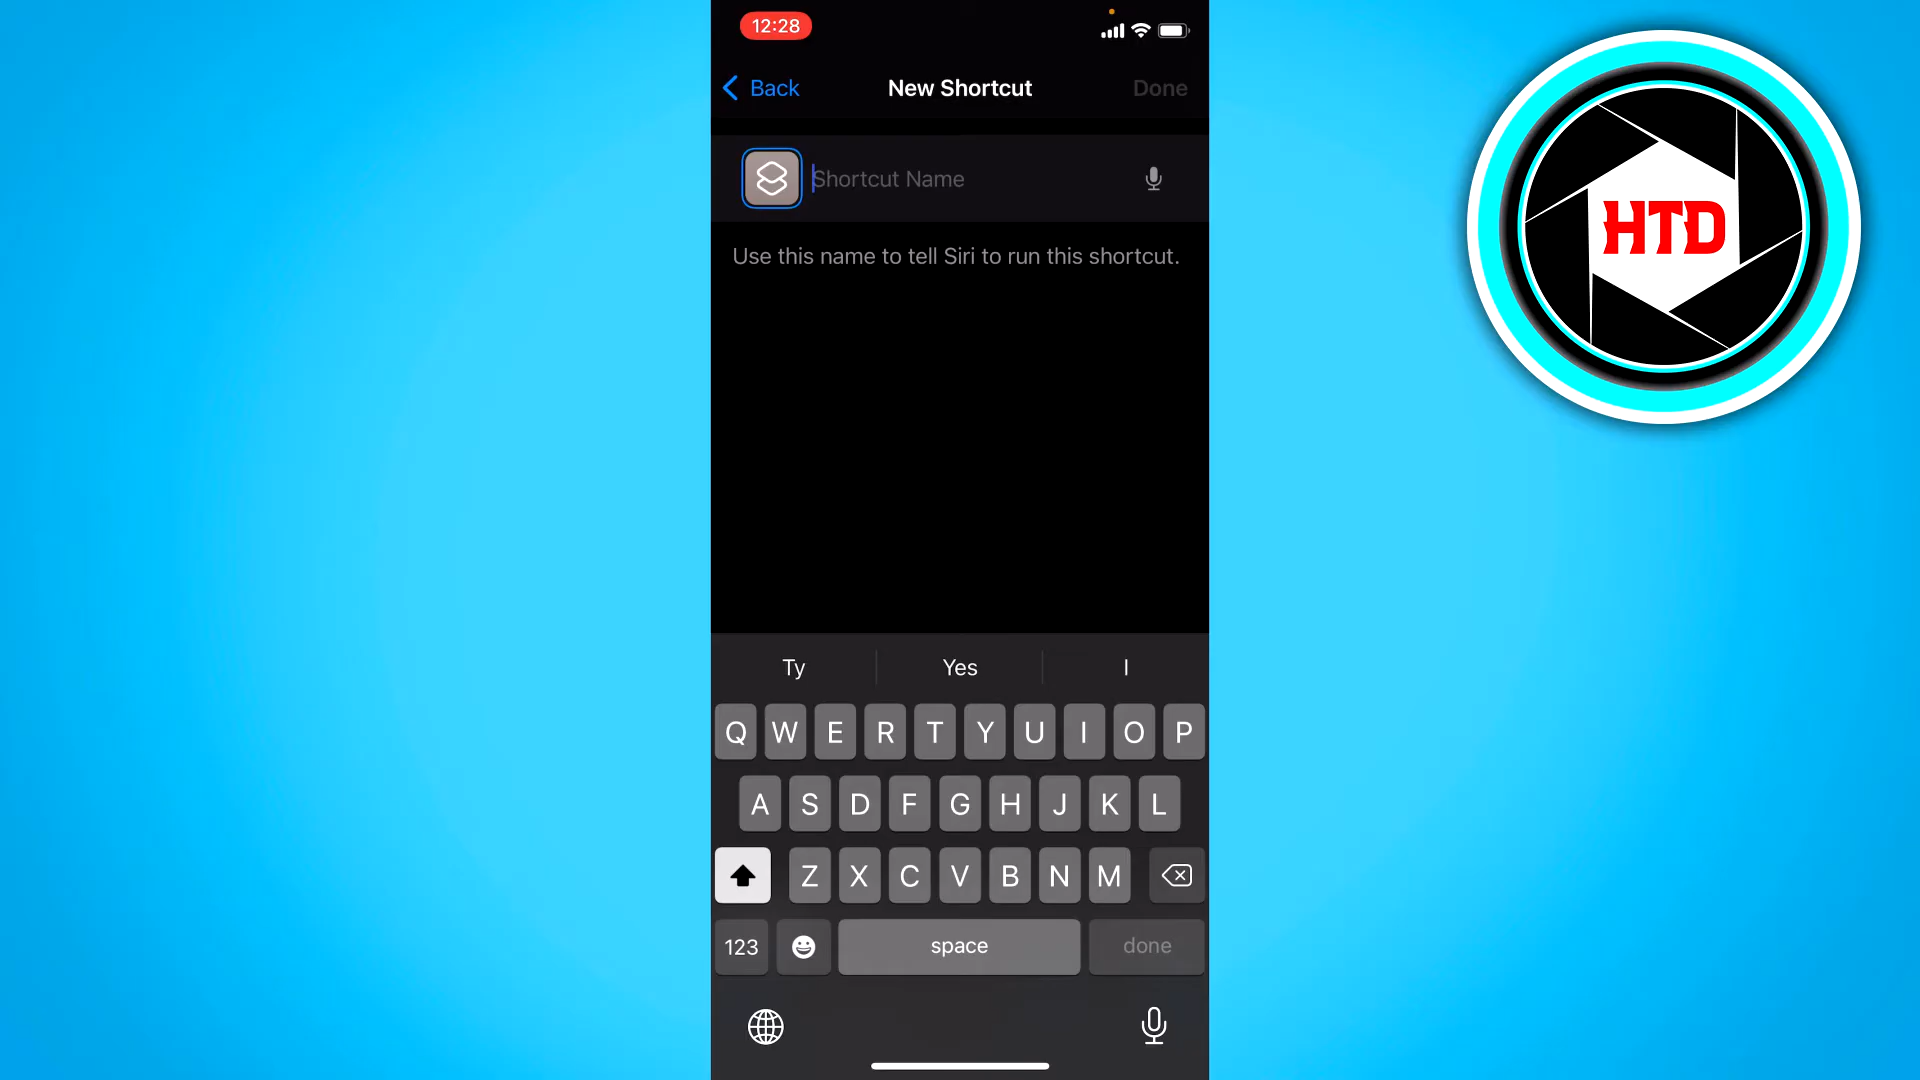 12:28
Back
New Shortcut
Done
Shortcut Name
Use this name to tell Siri to run this shortcut.
HTD
Ty
Yes
I
Q W E R T Y U I O P
A S D F G H J K L
Z X C V B N M
123
space
done